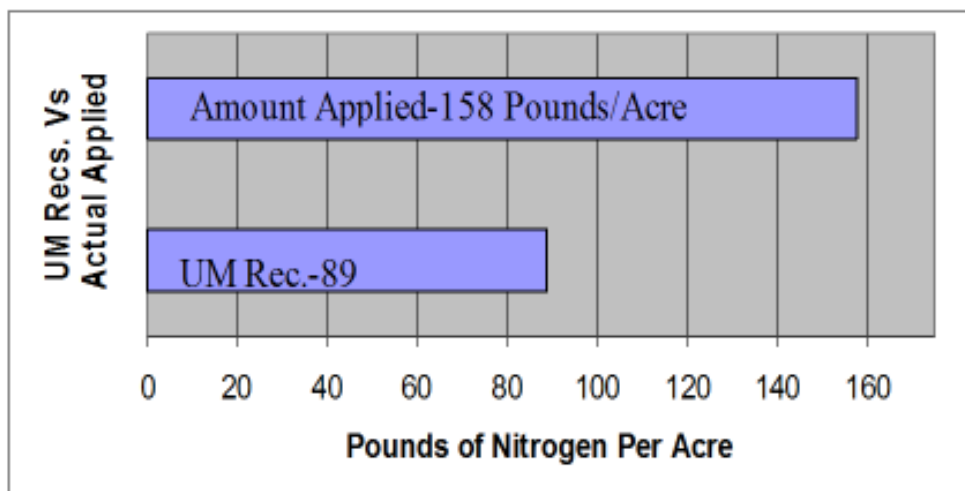 UM Recs. Vs
Actual Applied
Amount Applied-158 Pounds/Acre
UM Rec.-89
0 20 40 60 80 100 120 140 160
Pounds of Nitrogen Per Acre